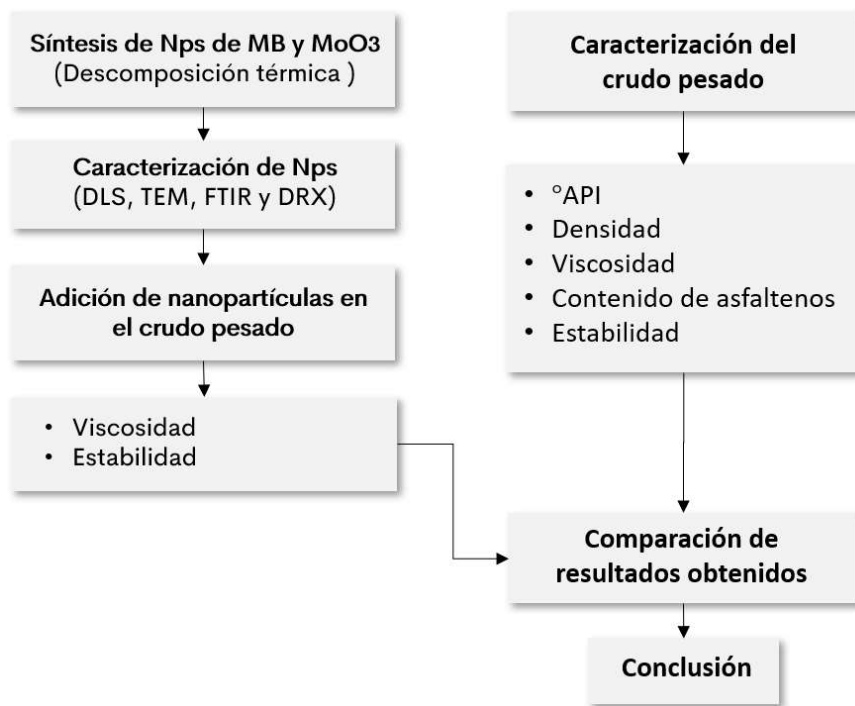 Síntesis de Nps de MB y MoO3
(Descomposición térmica )
Caracterización de Nps
(DLS, TEM, FTIR y DRX)
Adición de nanopartículas en
el crudo pesado
• Viscosidad
• Estabilidad
Caracterización del
crudo pesado
• °API
• Densidad
• Viscosidad
• Contenido de asfaltenos
• Estabilidad
Comparación de
resultados obtenidos
Conclusión